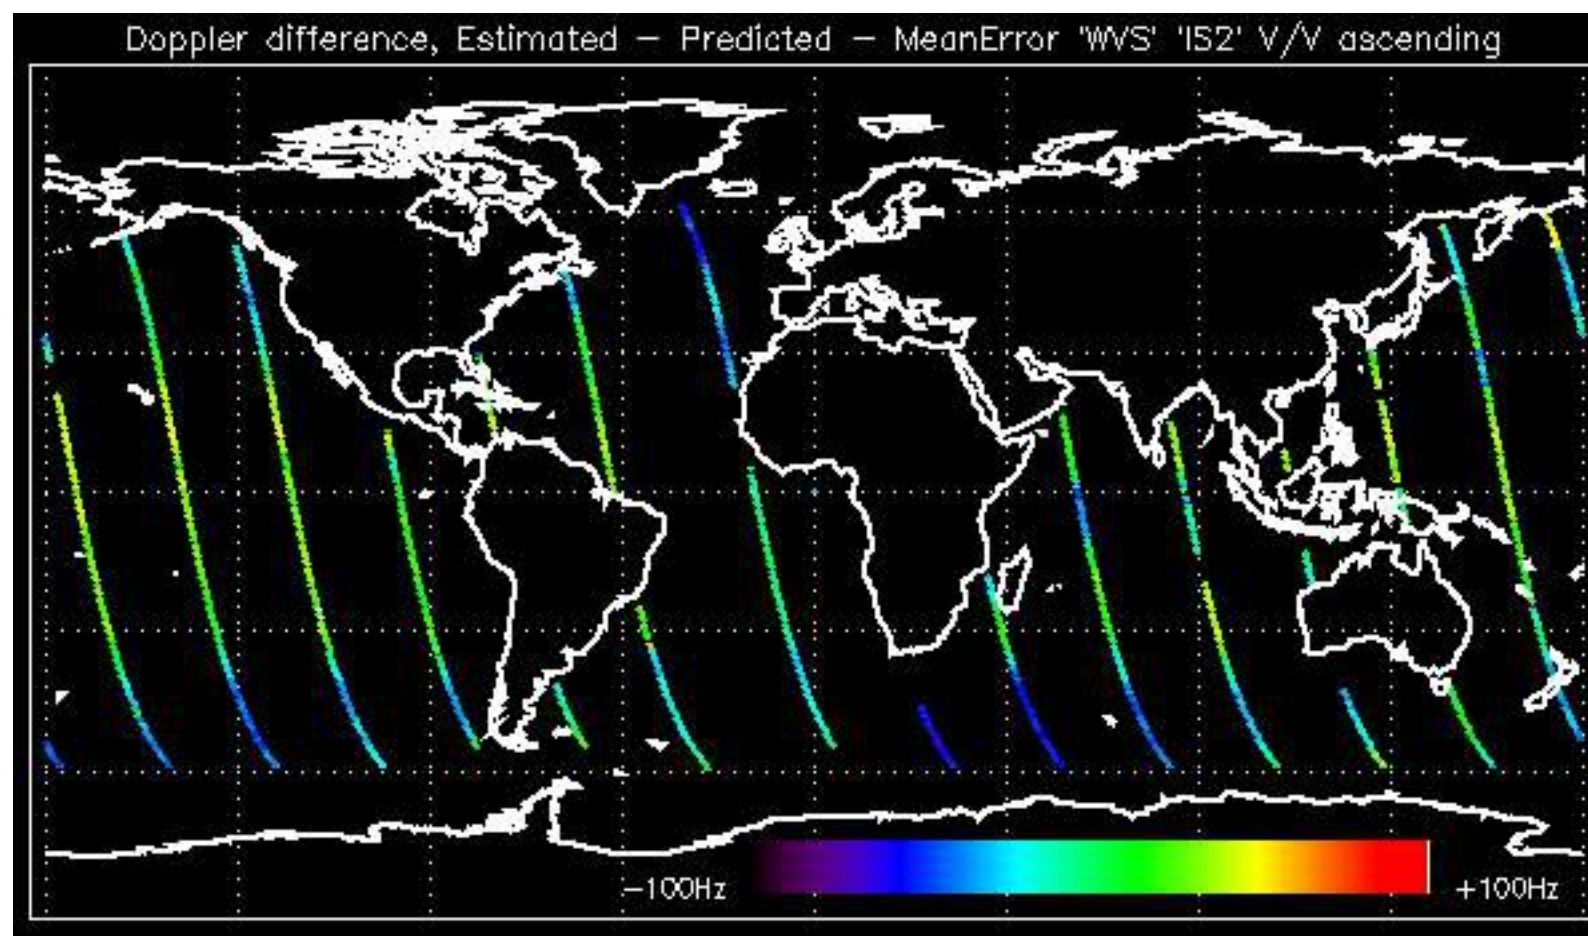 Doppler difference, Estimated – Predicted – MeanError 'WVS' 'IS2' V/V ascending
−100Hz +100Hz